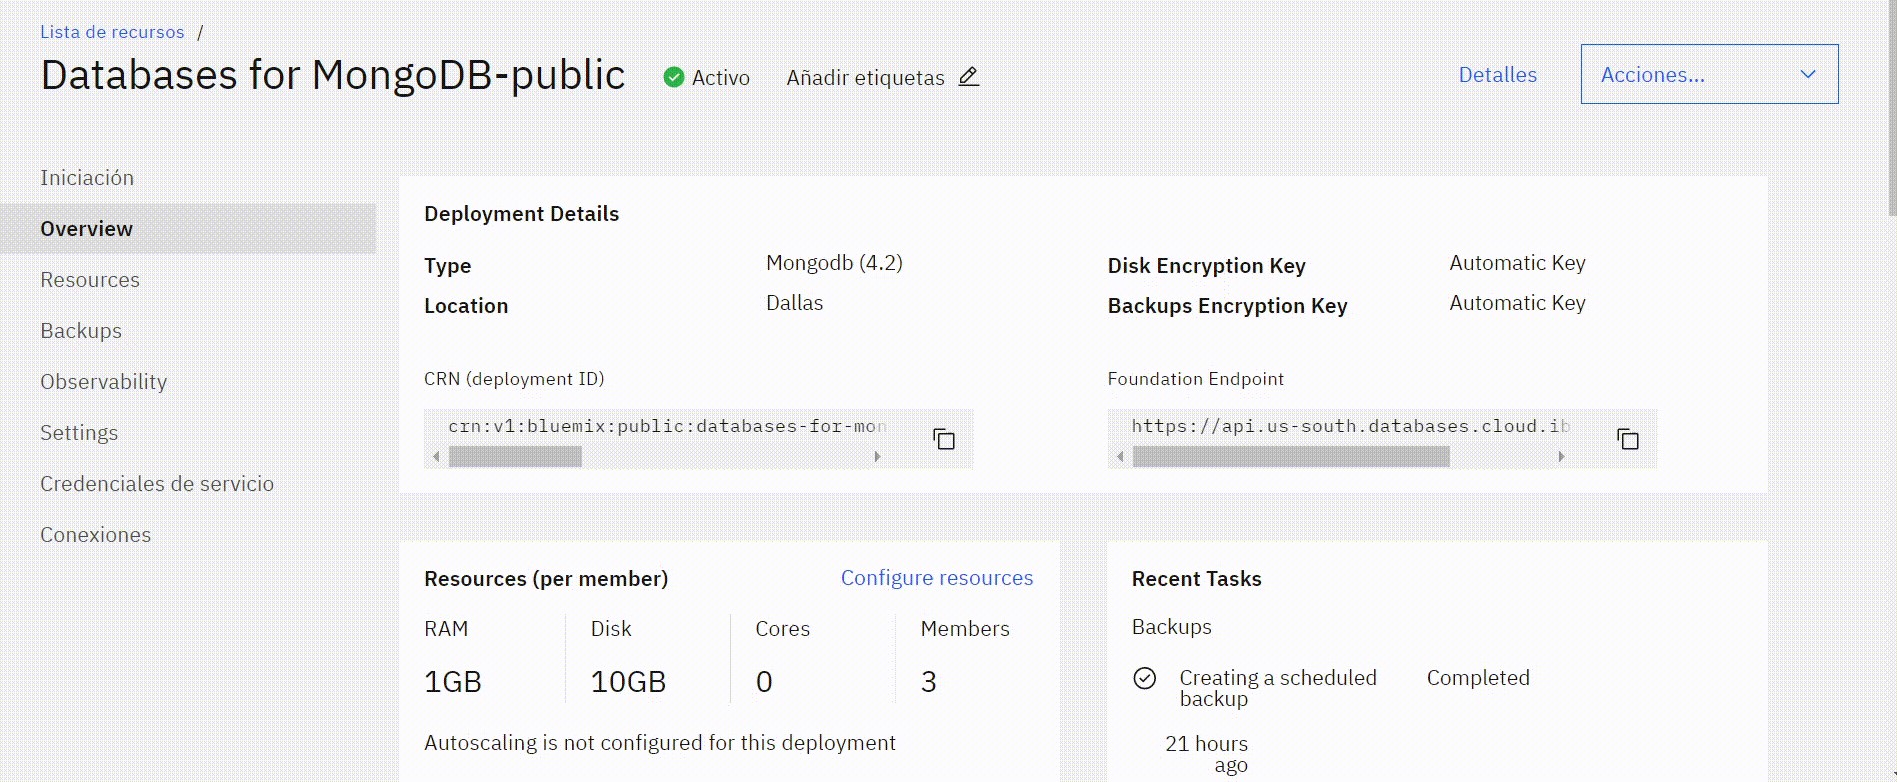 Lista de recursos /
Databases for MongoDB-public
Activo
Añadir etiquetas
Detalles
Acciones...
Iniciación
Overview
Resources
Backups
Observability
Settings
Credenciales de servicio
Conexiones
Deployment Details
Type Mongodb (4.2)
Location Dallas
Disk Encryption Key Automatic Key
Backups Encryption Key Automatic Key
CRN (deployment ID)
crn:v1:bluemix:public:databases-for-mon
Foundation Endpoint
https://api.us-south.databases.cloud.ib
Resources (per member) Configure resources
RAM Disk Cores Members
1GB 10GB 0 3
Autoscaling is not configured for this deployment
Recent Tasks
Backups
Creating a scheduled Completed
backup
21 hours
ago